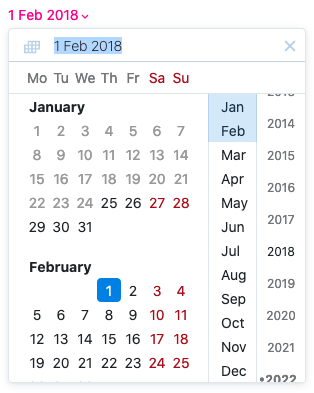 1 Feb 2018
1 Feb 2018
Mo Tu We Th Fr Sa Su
January
1 2 3 4 5 6 7
8 9 10 11 12 13 14
15 16 17 18 19 20 21
22 23 24 25 26 27 28
29 30 31
February
1 2 3 4
5 6 7 8 9 10 11
12 13 14 15 16 17 18
19 20 21 22 23 24 25
Jan
Feb
Mar
Apr
May
Jun
Jul
Aug
Sep
Oct
Nov
Dec
2014
2015
2016
2017
2018
2019
2020
2021
•2022